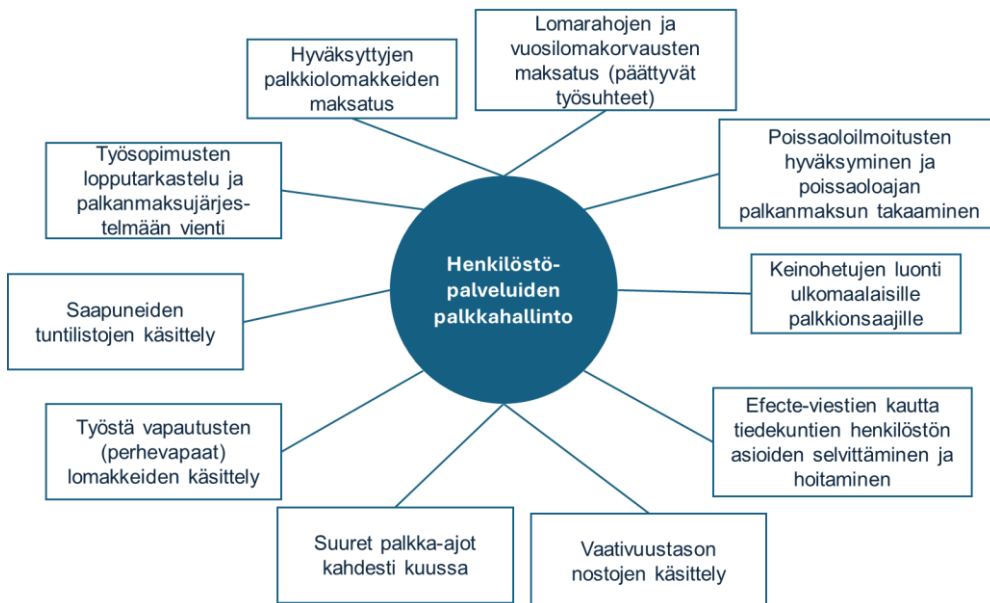 Hyväksyttyjen
palkkiolomakkeiden
maksatus
Lomarahojen ja
vuosilomakorvausten
maksatus (päättyvät
työsuhteet)
Työsopimusten
lopputarkastelu ja
palkanmaksujärjes-
telmään vienti
Poissaoloilmoitusten
hyväksyminen ja
poissaoloajan
palkanmaksun takaaminen
Henkilöstö-
palveluiden
palkkahallinto
Saapuneiden
tuntilistojen käsittely
Keinohetujen luonti
ulkomaalaisille
palkkionsaajille
Työstä vapautusten
(perhevapaat)
lomakkeiden käsittely
Efecte-viestien kautta
tiedekuntien henkilöstön
asioiden selvittäminen ja
hoitaminen
Suuret palkka-ajot
kahdesti kuussa
Vaativuustason
nostojen käsittely